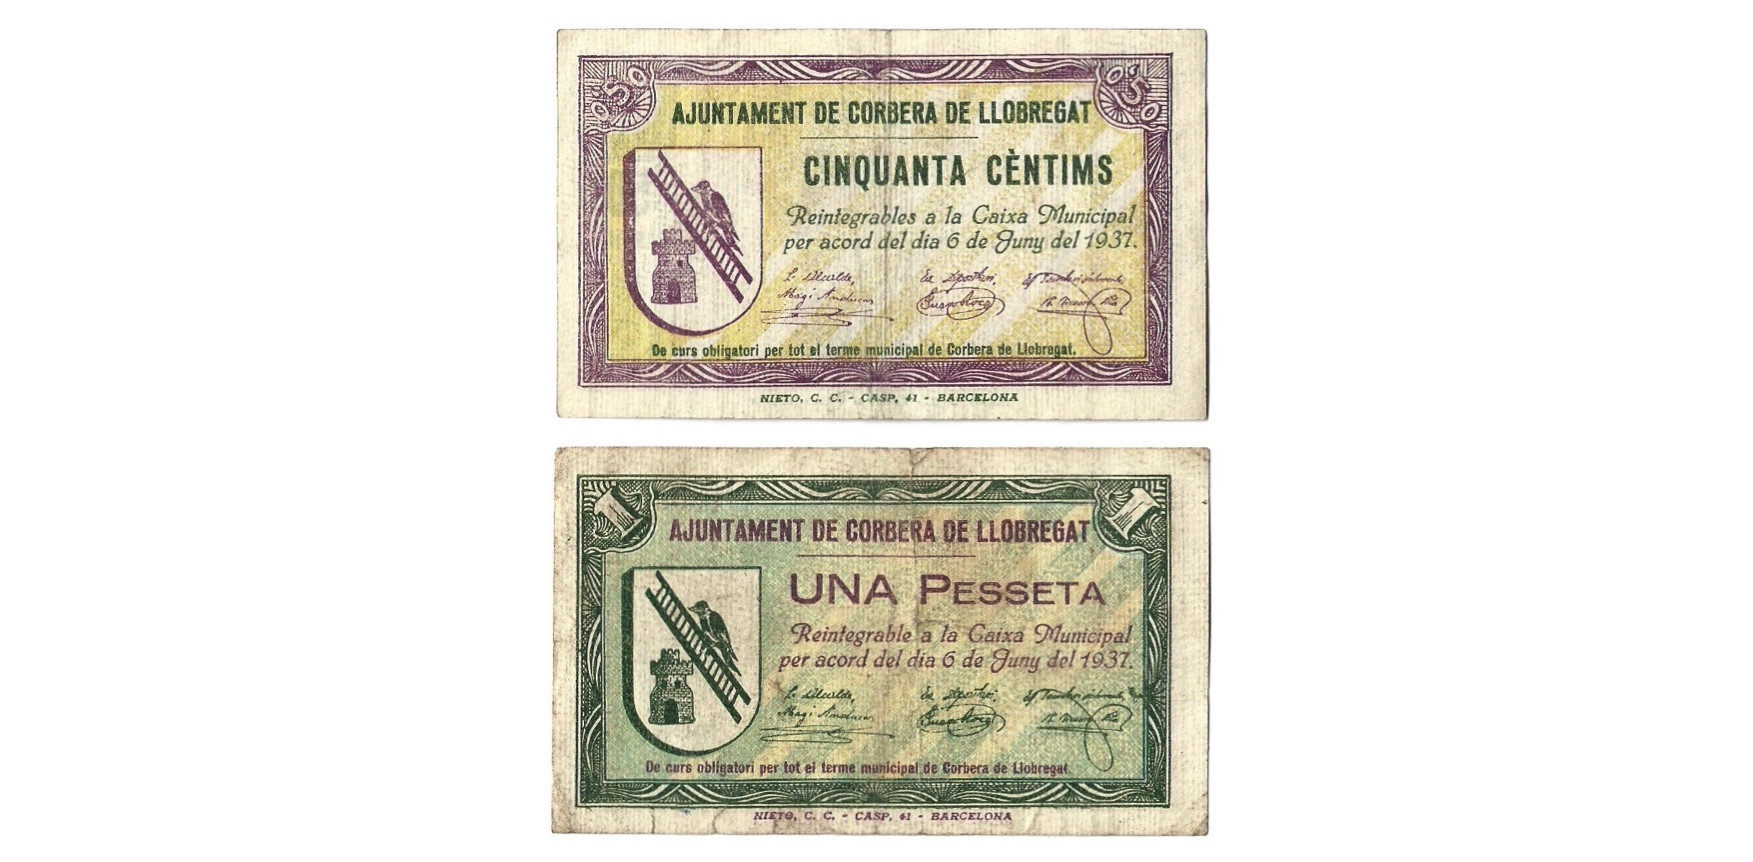 0'50
0'50
AJUNTAMENT DE CORBERA DE LLOBREGAT
CINQUANTA CÈNTIMS
Reintegrables a la Caixa Municipal
per acord del dia 6 de Juny del 1937.
L'Alcalde,
De curs obligatori per tot el terme municipal de Corbera de Llobregat.
NIETO, C. C. - CASP, 41 - BARCELONA
1
1
AJUNTAMENT DE CORBERA DE LLOBREGAT
UNA PESSETA
Reintegrable a la Caixa Municipal
per acord del dia 6 de Juny del 1937.
L'Alcalde,
De curs obligatori per tot el terme municipal de Corbera de Llobregat.
NIETO, C. C. - CASP, 41 - BARCELONA